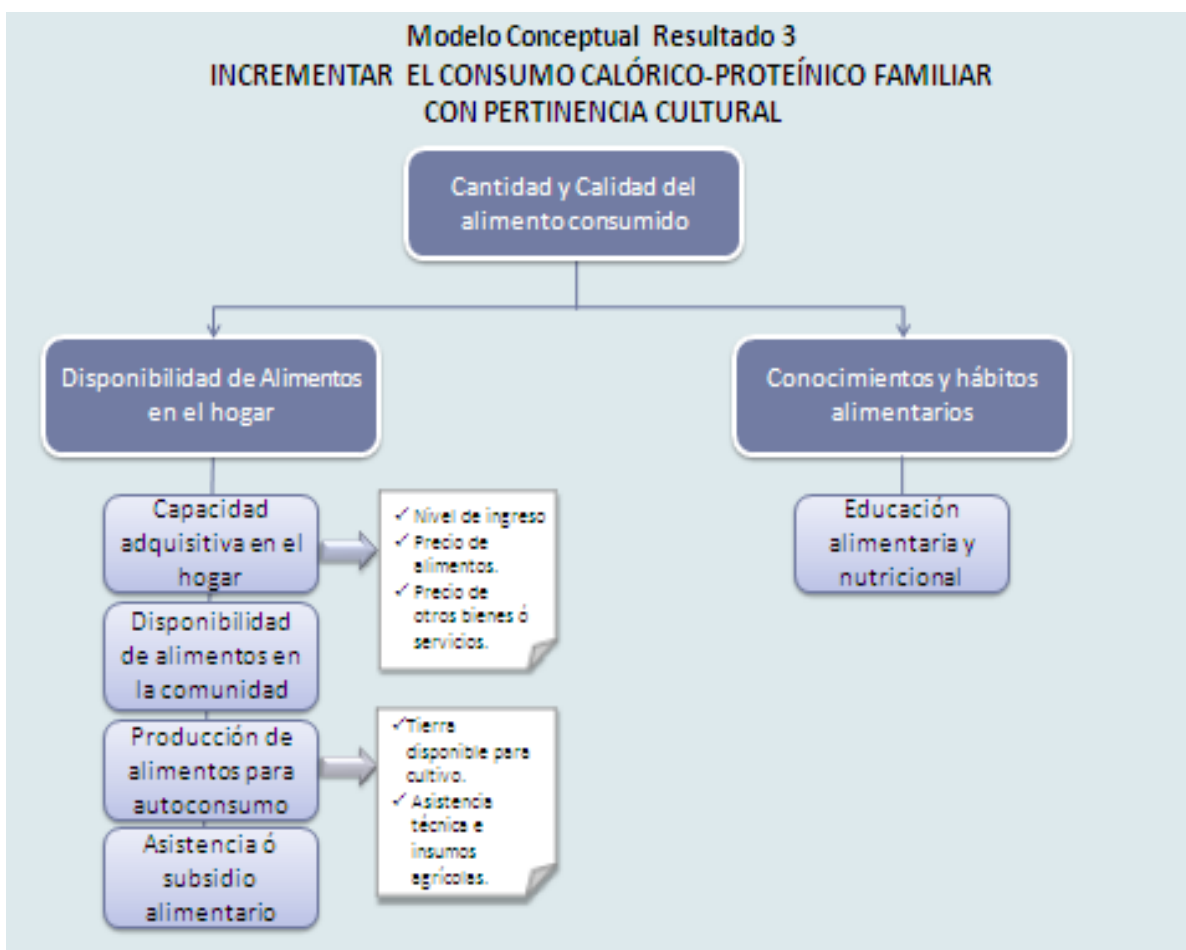 Modelo Conceptual Resultado 3
INCREMENTAR EL CONSUMO CALÓRICO-PROTEÍNICO FAMILIAR
CON PERTINENCIA CULTURAL
Cantidad y Calidad del
alimento consumido
Disponibilidad de Alimentos
en el hogar
Conocimientos y hábitos
alimentarios
Capacidad
adquisitiva en el
hogar
✓ Nivel de ingreso
✓ Precio de
alimentos.
✓ Precio de
otros bienes ó
servicios.
Educación
alimentaria y
nutricional
Disponibilidad
de alimentos en
la comunidad
Producción de
alimentos para
autoconsumo
✓Tierra
disponible para
cultivo.
✓ Asistencia
técnica e
insumos
agrícolas.
Asistencia ó
subsidio
alimentario